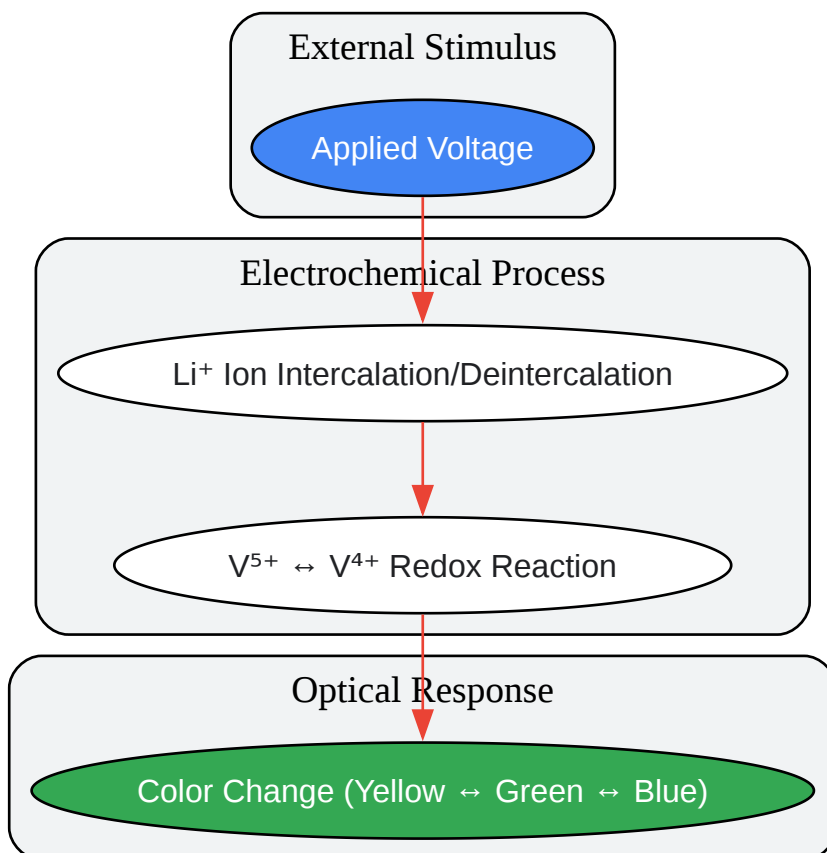 External Stimulus
Applied Voltage
Electrochemical Process
Li⁺ Ion Intercalation/Deintercalation
V⁵⁺ ↔ V⁴⁺ Redox Reaction
Optical Response
Color Change (Yellow ↔ Green ↔ Blue)